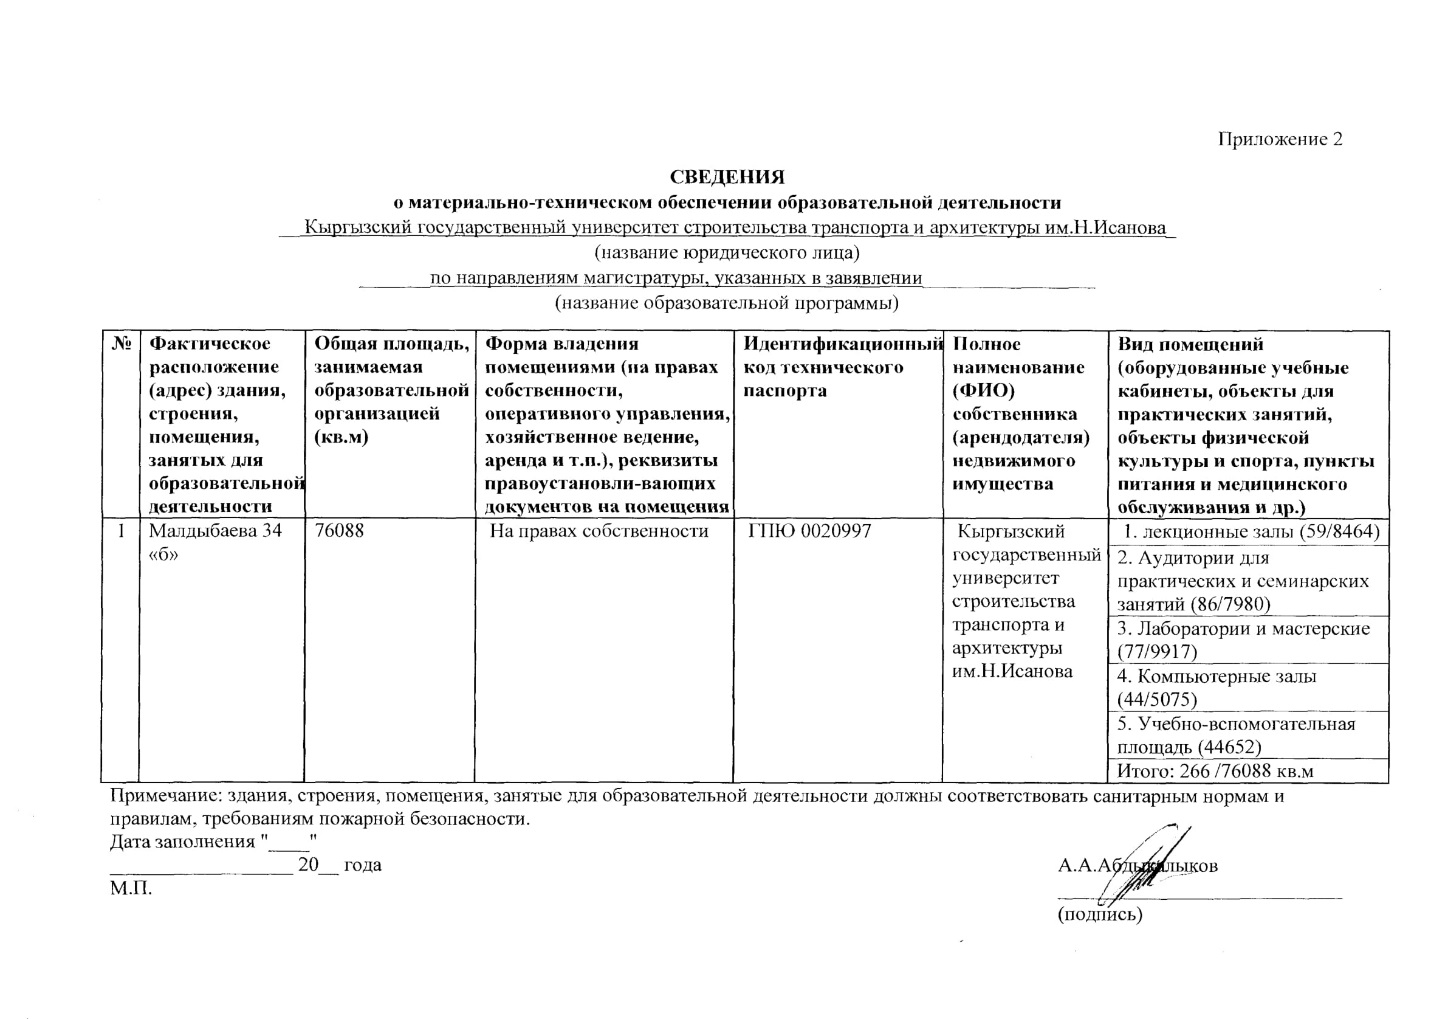 Приложение 2
СВЕДЕНИЯ
о материально-техническом обеспечении образовательной деятельности
Кыргызский государственный университет строительства транспорта и архитектуры им.Н.Исанова
(название юридического лица)
по направлениям магистратуры, указанных в завявлении
(название образовательной программы)
№
Фактическое
расположение
(адрес) здания,
строения,
помещения,
занятых для
образовательной
деятельности
Общая площадь,
занимаемая
образовательной
организацией
(кв.м)
Форма владения
помещениями (на правах
собственности,
оперативного управления,
хозяйственное ведение,
аренда и т.п.), реквизиты
правоустановли-вающих
документов на помещения
Идентификационный
код технического
паспорта
Полное
наименование
(ФИО)
собственника
(арендодателя)
недвижимого
имущества
Вид помещений
(оборудованные учебные
кабинеты, объекты для
практических занятий,
объекты физической
культуры и спорта, пункты
питания и медицинского
обслуживания и др.)
1
Малдыбаева 34
«б»
76088
На правах собственности
ГПЮ 0020997
Кыргызский
государственный
университет
строительства
транспорта и
архитектуры
им.Н.Исанова
1. лекционные залы (59/8464)
2. Аудитории для
практических и семинарских
занятий (86/7980)
3. Лаборатории и мастерские
(77/9917)
4. Компьютерные залы
(44/5075)
5. Учебно-вспомогательная
площадь (44652)
Итого: 266 /76088 кв.м
Примечание: здания, строения, помещения, занятые для образовательной деятельности должны соответствовать санитарным нормам и
правилам, требованиям пожарной безопасности.
Дата заполнения "____"
___________________ 20__ года
М.П.
А.А.Абдыкалыков
(подпись)